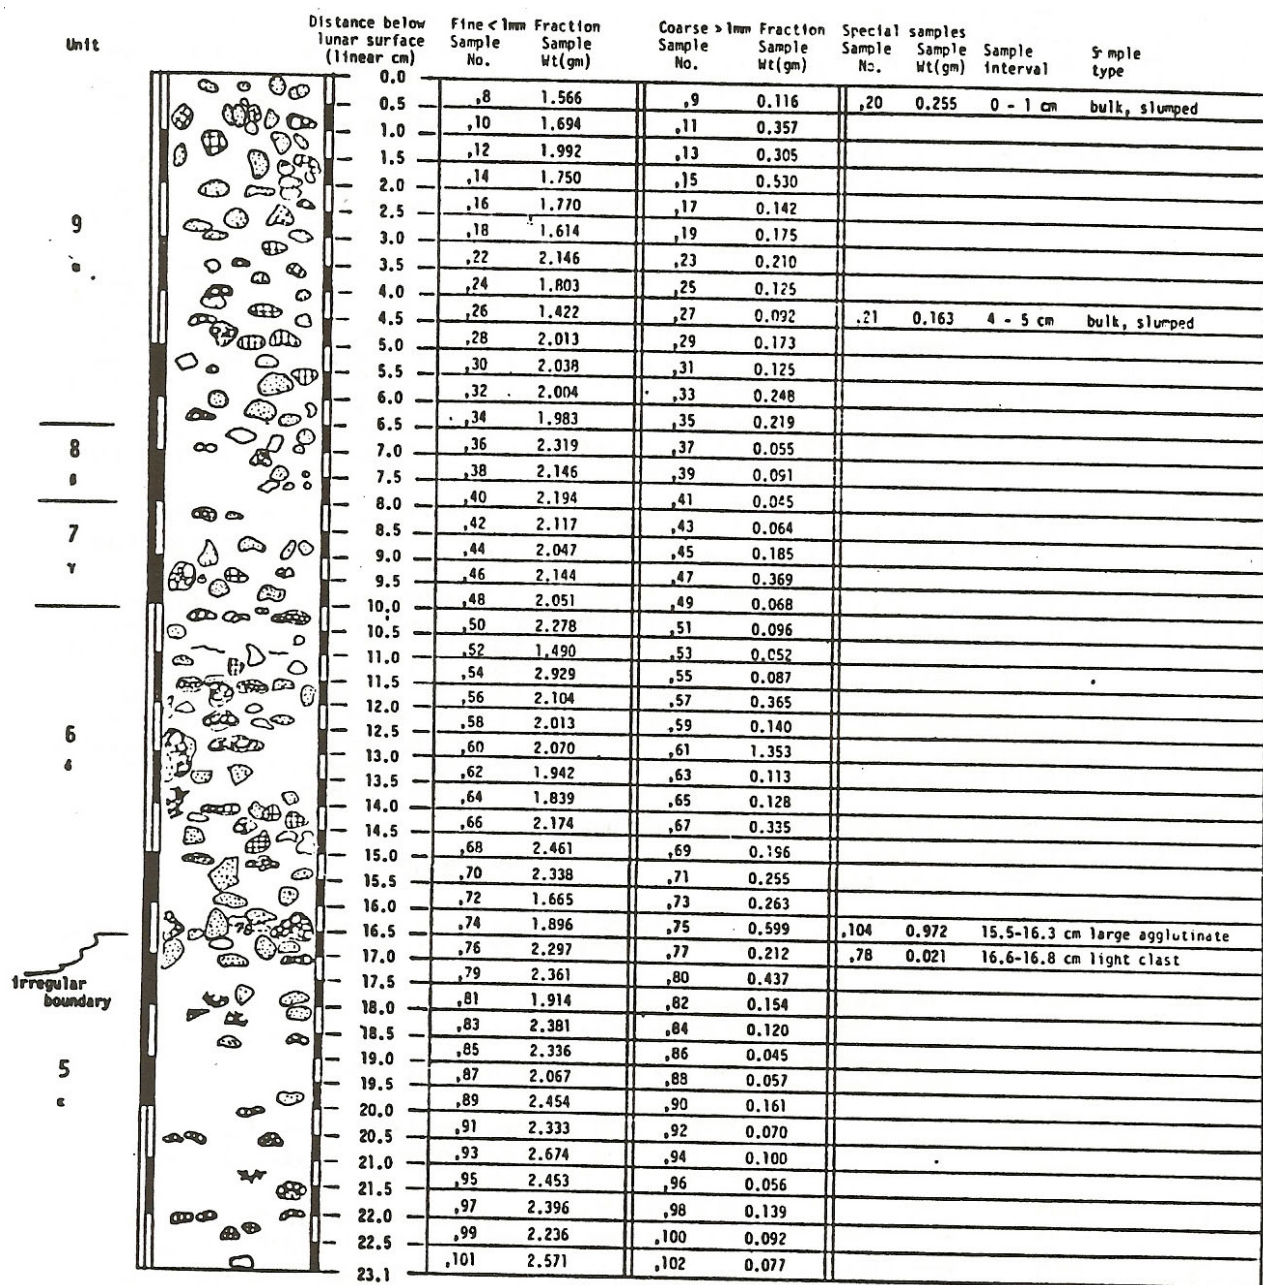 Unit
Distance below lunar surface (linear cm)
Fine < 1mm Fraction
Sample No. Sample Wt(gm)
Coarse > 1mm Fraction
Sample No. Sample Wt(gm)
Special samples
Sample No. Sample Wt(gm) Sample interval type
0.0
,8 1.566 ,9 0.116 ,20 0.255 0 - 1 cm bulk, slumped
0.5
,10 1.694 ,11 0.357
1.0
,12 1.992 ,13 0.305
1.5
,14 1.750 ,15 0.530
2.0
,16 1.770 ,17 0.142
2.5
9
,18 1.614 ,19 0.175
3.0
,22 2.146 ,23 0.210
3.5
,24 1.803 ,25 0.125
4.0
,26 1.422 ,27 0.092 ,21 0.163 4 - 5 cm bulk, slumped
4.5
,28 2.013 ,29 0.173
5.0
,30 2.038 ,31 0.125
5.5
,32 2.004 ,33 0.248
6.0
,34 1.983 ,35 0.219
6.5
8
,36 2.319 ,37 0.055
7.0
,38 2.146 ,39 0.091
7.5
,40 2.194 ,41 0.045
8.0
7
,42 2.117 ,43 0.064
8.5
,44 2.047 ,45 0.185
9.0
γ
,46 2.144 ,47 0.369
9.5
,48 2.051 ,49 0.068
10.0
,50 2.278 ,51 0.096
10.5
,52 1.490 ,53 0.052
11.0
,54 2.929 ,55 0.087
11.5
,56 2.104 ,57 0.365
12.0
,58 2.013 ,59 0.140
12.5
6
,60 2.070 ,61 1.353
13.0
,62 1.942 ,63 0.113
13.5
,64 1.839 ,65 0.128
14.0
,66 2.174 ,67 0.335
14.5
,68 2.461 ,69 0.196
15.0
,70 2.338 ,71 0.255
15.5
,72 1.665 ,73 0.263
16.0
,74 1.896 ,75 0.599 ,104 0.972 15.5-16.3 cm large agglutinate
16.5
,76 2.297 ,77 0.212 ,78 0.021 16.6-16.8 cm light clast
17.0
,79 2.361 ,80 0.437
17.5
irregular
boundary
,81 1.914 ,82 0.154
18.0
,83 2.381 ,84 0.120
18.5
,85 2.336 ,86 0.045
19.0
5
,87 2.067 ,88 0.057
19.5
,89 2.454 ,90 0.161
20.0
,91 2.333 ,92 0.070
20.5
,93 2.674 ,94 0.100
21.0
,95 2.453 ,96 0.056
21.5
,97 2.396 ,98 0.139
22.0
,99 2.236 ,100 0.092
22.5
,101 2.571 ,102 0.077
23.1